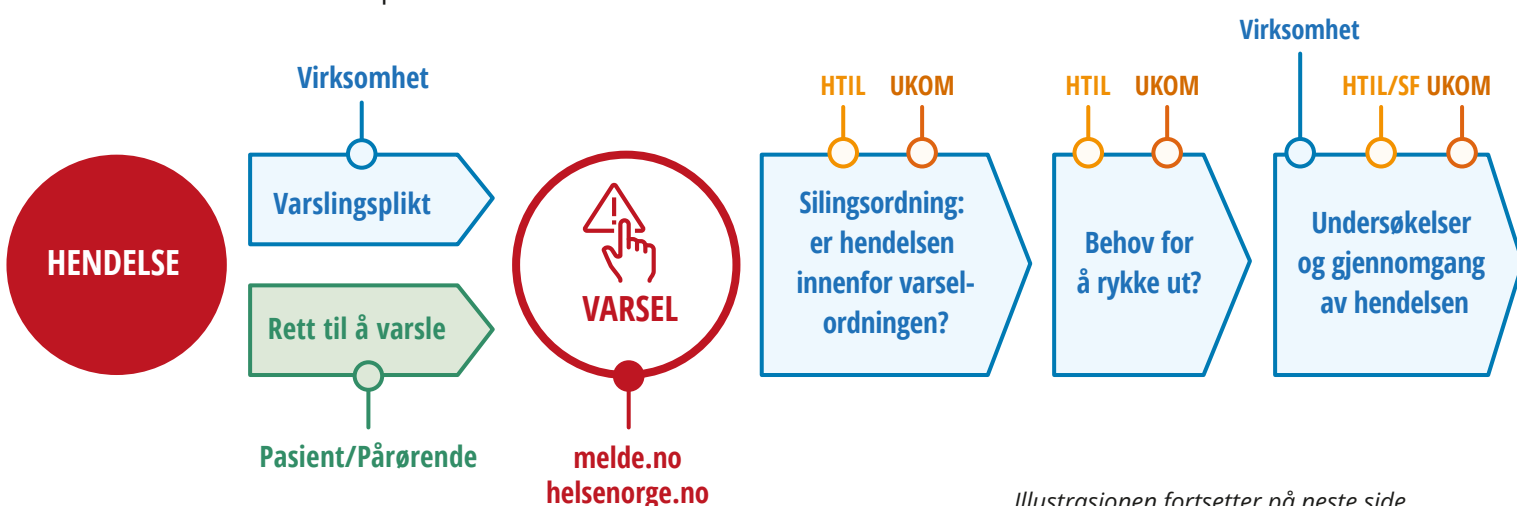 HENDELSE
Virksomhet
Varslingsplikt
Rett til å varsle
Pasient/Pårørende
VARSEL
melde.no
helsenorge.no
HTIL UKOM
Silingsordning:
er hendelsen
innenfor varsel-
ordningen?
HTIL UKOM
Behov for
å rykke ut?
Virksomhet
HTIL/SF UKOM
Undersøkelser
og gjennomgang
av hendelsen
Illustrasjonen fortsetter på neste side